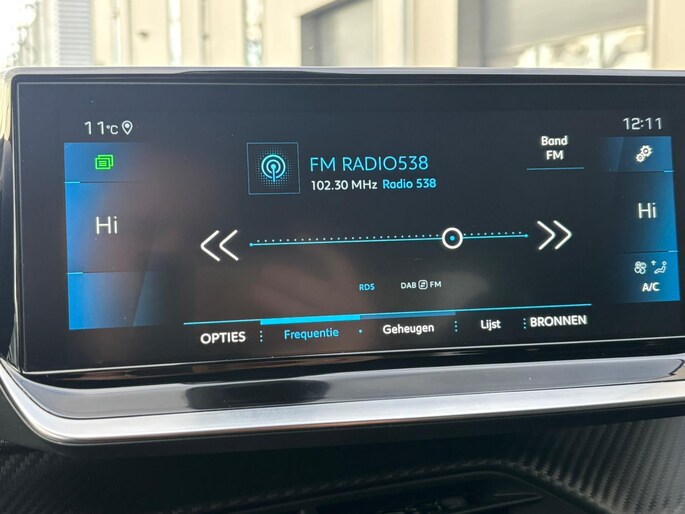 11°C
12:11
Band
FM
FM RADIO538
102.30 MHz Radio 538
Hi
Hi
RDS
DAB FM
A/C
OPTIES
Frequentie
Geheugen
Lijst
BRONNEN